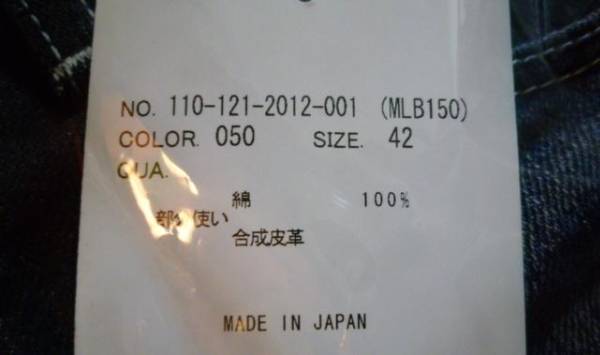 NO. 110-121-2012-001 (MLB150)
COLOR. 050 SIZE. 42
QUA.
綿 100%
部分使い
合成皮革
MADE IN JAPAN